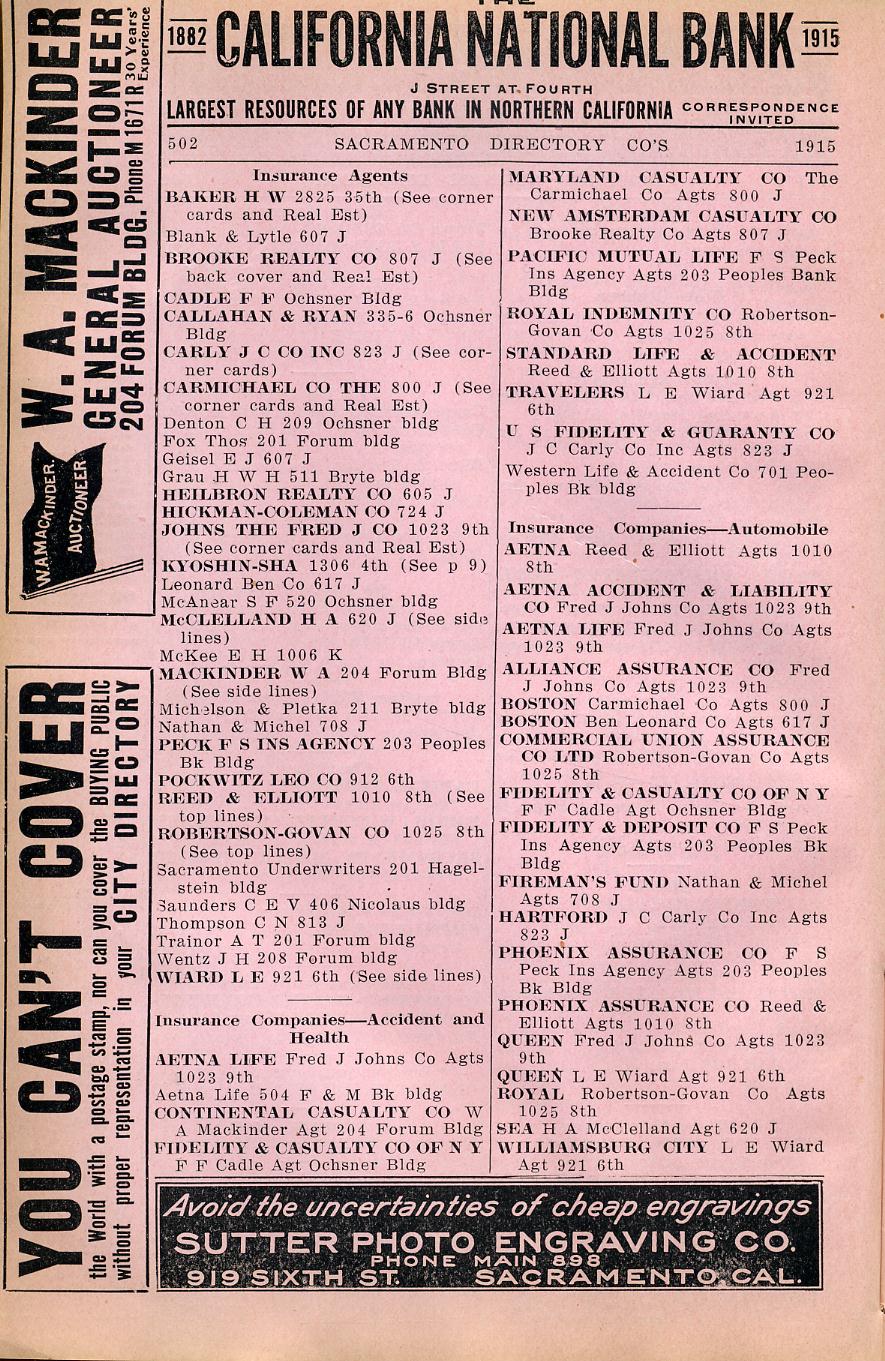 THE
1882 CALIFORNIA NATIONAL BANK 1915
J STREET AT FOURTH
LARGEST RESOURCES OF ANY BANK IN NORTHERN CALIFORNIA CORRESPONDENCE INVITED
502 SACRAMENTO DIRECTORY CO'S 1915
W. A. MACKINDER
GENERAL AUCTIONEER
204 FORUM BLDG. Phone M 1671 R 30 Years' Experience
W.A.MACKINDER.
AUCTIONEER.
YOU CAN'T COVER
the World with a postage stamp, nor can you cover the BUYING PUBLIC
without proper representation in your CITY DIRECTORY
Insurance Agents
BAKER H W 2825 35th (See corner
cards and Real Est)
Blank & Lytle 607 J
BROOKE REALTY CO 807 J (See
back cover and Real Est)
CADLE F F Ochsner Bldg
CALLAHAN & RYAN 335-6 Ochsner
Bldg
CARLY J C CO INC 823 J (See cor-
ner cards)
CARMICHAEL CO THE 800 J (See
corner cards and Real Est)
Denton C H 209 Ochsner bldg
Fox Thos 201 Forum bldg
Geisel E J 607 J
Grau H W H 511 Bryte bldg
HEILBRON REALTY CO 605 J
HICKMAN-COLEMAN CO 724 J
JOHNS THE FRED J CO 1023 9th
(See corner cards and Real Est)
KYOSHIN-SHA 1306 4th (See p 9)
Leonard Ben Co 617 J
McAnear S F 520 Ochsner bldg
McCLELLAND H A 620 J (See side
lines)
McKee E H 1006 K
MACKINDER W A 204 Forum Bldg
(See side lines)
Michelson & Pletka 211 Bryte bldg
Nathan & Michel 708 J
PECK F S INS AGENCY 203 Peoples
Bk Bldg
POCKWITZ LEO CO 912 6th
REED & ELLIOTT 1010 8th (See
top lines)
ROBERTSON-GOVAN CO 1025 8th
(See top lines)
Sacramento Underwriters 201 Hagel-
stein bldg
Saunders C E V 406 Nicolaus bldg
Thompson C N 813 J
Trainor A T 201 Forum bldg
Wentz J H 208 Forum bldg
WIARD L E 921 6th (See side lines)
Insurance Companies—Accident and
Health
AETNA LIFE Fred J Johns Co Agts
1023 9th
Aetna Life 504 F & M Bk bldg
CONTINENTAL CASUALTY CO W
A Mackinder Agt 204 Forum Bldg
FIDELITY & CASUALTY CO OF N Y
F F Cadle Agt Ochsner Bldg
MARYLAND CASUALTY CO The
Carmichael Co Agts 800 J
NEW AMSTERDAM CASUALTY CO
Brooke Realty Co Agts 807 J
PACIFIC MUTUAL LIFE F S Peck
Ins Agency Agts 203 Peoples Bank
Bldg
ROYAL INDEMNITY CO Robertson-
Govan Co Agts 1025 8th
STANDARD LIFE & ACCIDENT
Reed & Elliott Agts 1010 8th
TRAVELERS L E Wiard Agt 921
6th
U S FIDELITY & GUARANTY CO
J C Carly Co Inc Agts 823 J
Western Life & Accident Co 701 Peo-
ples Bk bldg
Insurance Companies—Automobile
AETNA Reed & Elliott Agts 1010
8th
AETNA ACCIDENT & LIABILITY
CO Fred J Johns Co Agts 1023 9th
AETNA LIFE Fred J Johns Co Agts
1023 9th
ALLIANCE ASSURANCE CO Fred
J Johns Co Agts 1023 9th
BOSTON Carmichael Co Agts 800 J
BOSTON Ben Leonard Co Agts 617 J
COMMERCIAL UNION ASSURANCE
CO LTD Robertson-Govan Co Agts
1025 8th
FIDELITY & CASUALTY CO OF N Y
F F Cadle Agt Ochsner Bldg
FIDELITY & DEPOSIT CO F S Peck
Ins Agency Agts 203 Peoples Bk
Bldg
FIREMAN'S FUND Nathan & Michel
Agts 708 J
HARTFORD J C Carly Co Inc Agts
823 J
PHOENIX ASSURANCE CO F S
Peck Ins Agency Agts 203 Peoples
Bk Bldg
PHOENIX ASSURANCE CO Reed &
Elliott Agts 1010 8th
QUEEN Fred J Johns Co Agts 1023
9th
QUEEN L E Wiard Agt 921 6th
ROYAL Robertson-Govan Co Agts
1025 8th
SEA H A McClelland Agt 620 J
WILLIAMSBURG CITY L E Wiard
Agt 921 6th
Avoid the uncertainties of cheap engravings
SUTTER PHOTO ENGRAVING CO.
PHONE MAIN 898
919 SIXTH ST. SACRAMENTO, CAL.